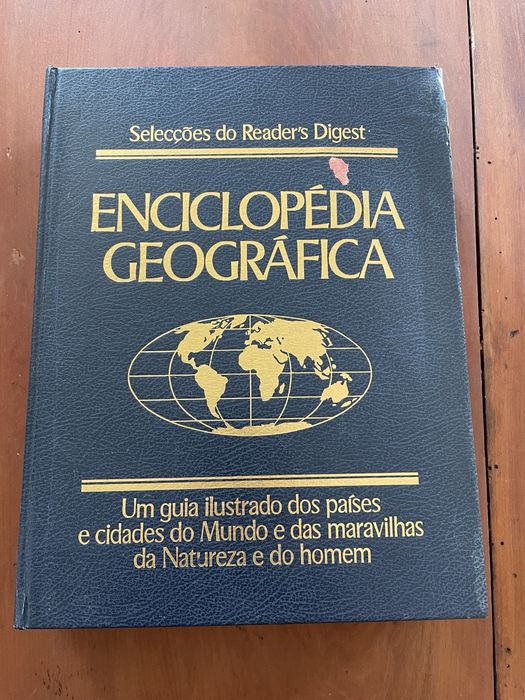 Selecções do Reader's Digest
ENCICLOPÉDIA
GEOGRÁFICA
Um guia ilustrado dos países
e cidades do Mundo e das maravilhas
da Natureza e do homem